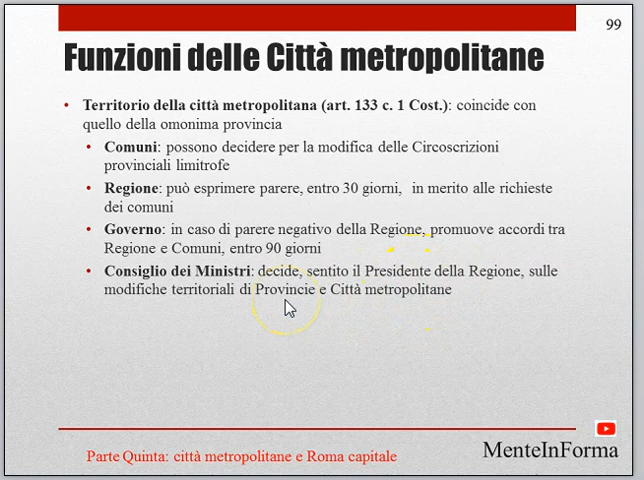 99
Funzioni delle Città metropolitane
• Territorio della città metropolitana (art. 133 c. 1 Cost.): coincide con
quello della omonima provincia
• Comuni: possono decidere per la modifica delle Circoscrizioni
provinciali limitrofe
• Regione: può esprimere parere, entro 30 giorni, in merito alle richieste
dei comuni
• Governo: in caso di parere negativo della Regione, promuove accordi tra
Regione e Comuni, entro 90 giorni
• Consiglio dei Ministri: decide, sentito il Presidente della Regione, sulle
modifiche territoriali di Provincie e Città metropolitane
Parte Quinta: città metropolitane e Roma capitale
MenteInForma